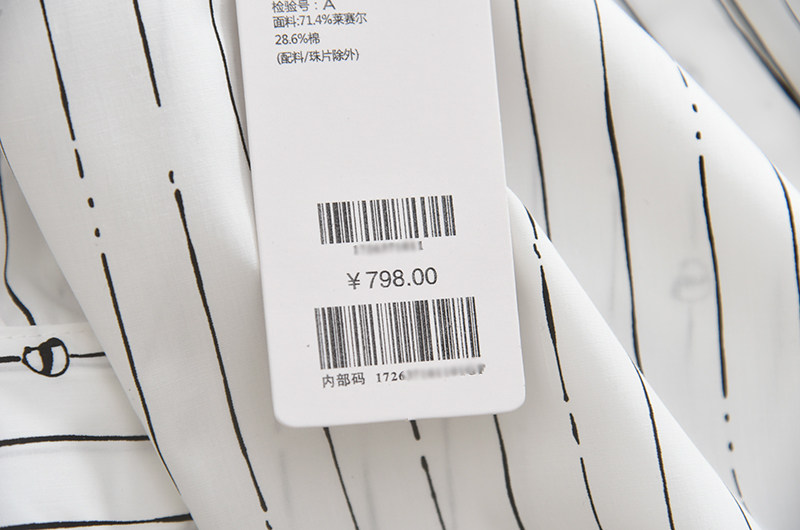 检验号：A
面料:71.4%莱赛尔
28.6%棉
(配料/珠片除外)
￥798.00
内部码 1726